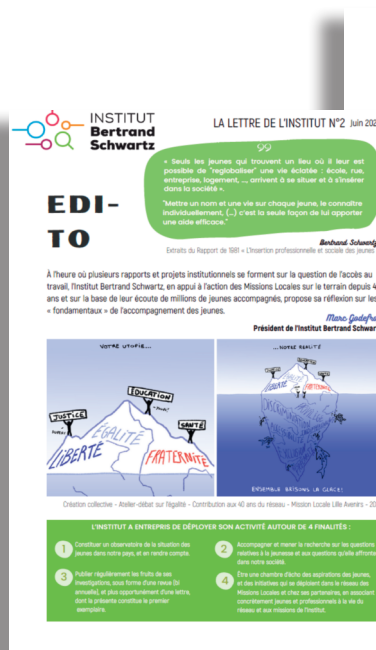 INSTITUT
Bertrand
Schwartz
LA LETTRE DE L'INSTITUT N°2 Juin 202
« Seuls les jeunes qui trouvent un lieu où il leur est
possible de "reglobaliser" une vie éclatée : école, rue,
entreprise, logement, ..., arrivent à se situer et à s'insérer
dans la société ».
"Mettre un nom et une vie sur chaque jeune, le connaître
individuellement, (...) c'est la seule façon de lui apporter
une aide efficace."
EDI-
TO
Bertrand Schwartz
Extraits du Rapport de 1981 « L'insertion professionnelle et sociale des jeunes
À l'heure où plusieurs rapports et projets institutionnels se forment sur la question de l'accès au
travail, l'Institut Bertrand Schwartz, en appui à l'action des Missions Locales sur le terrain depuis 4
ans et sur la base de leur écoute de millions de jeunes accompagnés, propose sa réflexion sur les
« fondamentaux » de l'accompagnement des jeunes.
Marc Godefro
Président de l'Institut Bertrand Schwar
VOTRE UTOPIE...
JUSTICE
EDUCATION
SANTÉ
LIBERTÉ
ÉGALITÉ
FRATERNITÉ
...NOTRE RÉALITÉ
LIBERTÉ
FRATERNITÉ
DISCRIMINATION
ENSEMBLE BRISONS LA GLACE!
Création collective - Atelier-débat sur l'égalité - Contribution aux 40 ans du réseau - Mission Locale Lille Avenirs - 20
L'INSTITUT A ENTREPRIS DE DÉPLOYER SON ACTIVITÉ AUTOUR DE 4 FINALITÉS :
1 Constituer un observatoire de la situation des
jeunes dans notre pays, et en rendre compte.
2 Accompagner et mener la recherche sur les questions
relatives à la jeunesse et aux questions qu'elle affronte
dans notre société.
3 Publier régulièrement les fruits de ses
investigations, sous forme d'une revue (bi
annuelle), et plus opportunément d'une lettre,
dont la présente constitue le premier
exemplaire.
4 Être une chambre d'écho des aspirations des jeunes,
et des initiatives qui se déploient dans le réseau des
Missions Locales et chez ses partenaires, en associant
concrètement jeunes et professionnels à la vie du
réseau et aux missions de l'Institut.